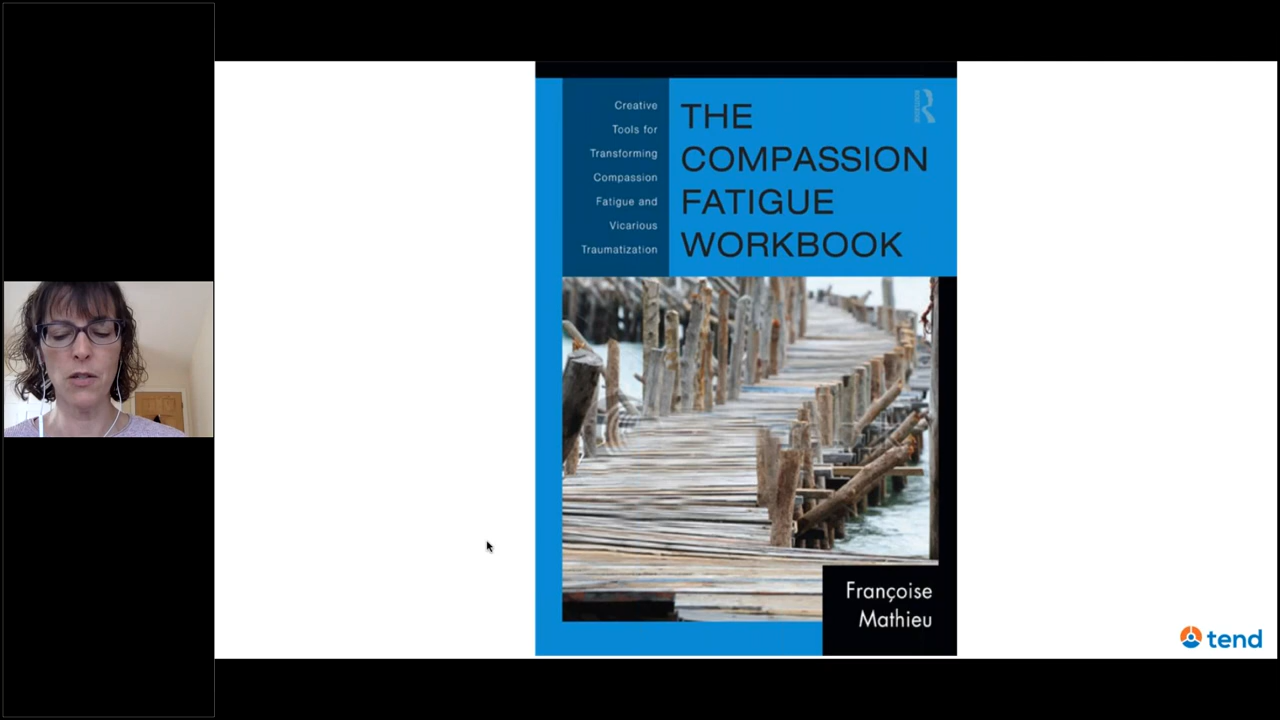 Creative
Tools for
Transforming
Compassion
Fatigue and
Vicarious
Traumatization
THE
COMPASSION
FATIGUE
WORKBOOK
Françoise
Mathieu
tend